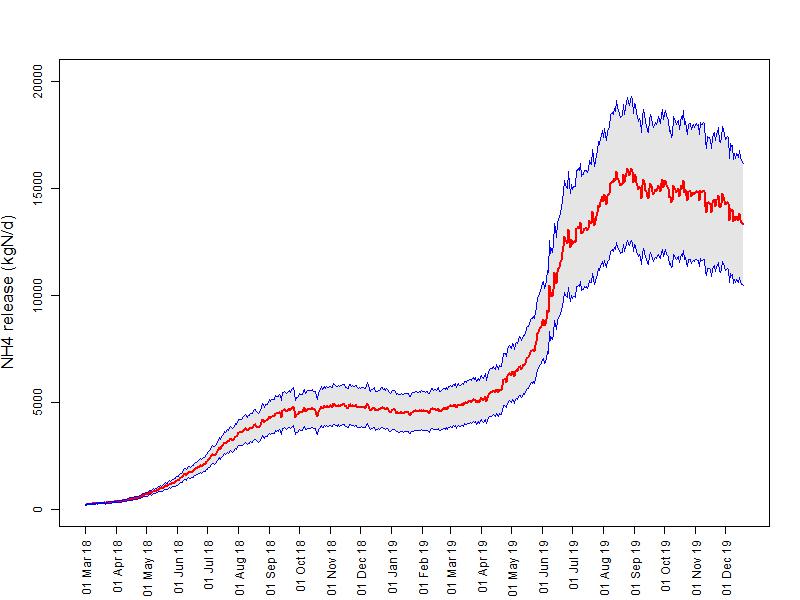 NH4 release (kgN/d)
20000
15000
10000
5000
0
01 Mar 18
01 Apr 18
01 May 18
01 Jun 18
01 Jul 18
01 Aug 18
01 Sep 18
01 Oct 18
01 Nov 18
01 Dec 18
01 Jan 19
01 Feb 19
01 Mar 19
01 Apr 19
01 May 19
01 Jun 19
01 Jul 19
01 Aug 19
01 Sep 19
01 Oct 19
01 Nov 19
01 Dec 19